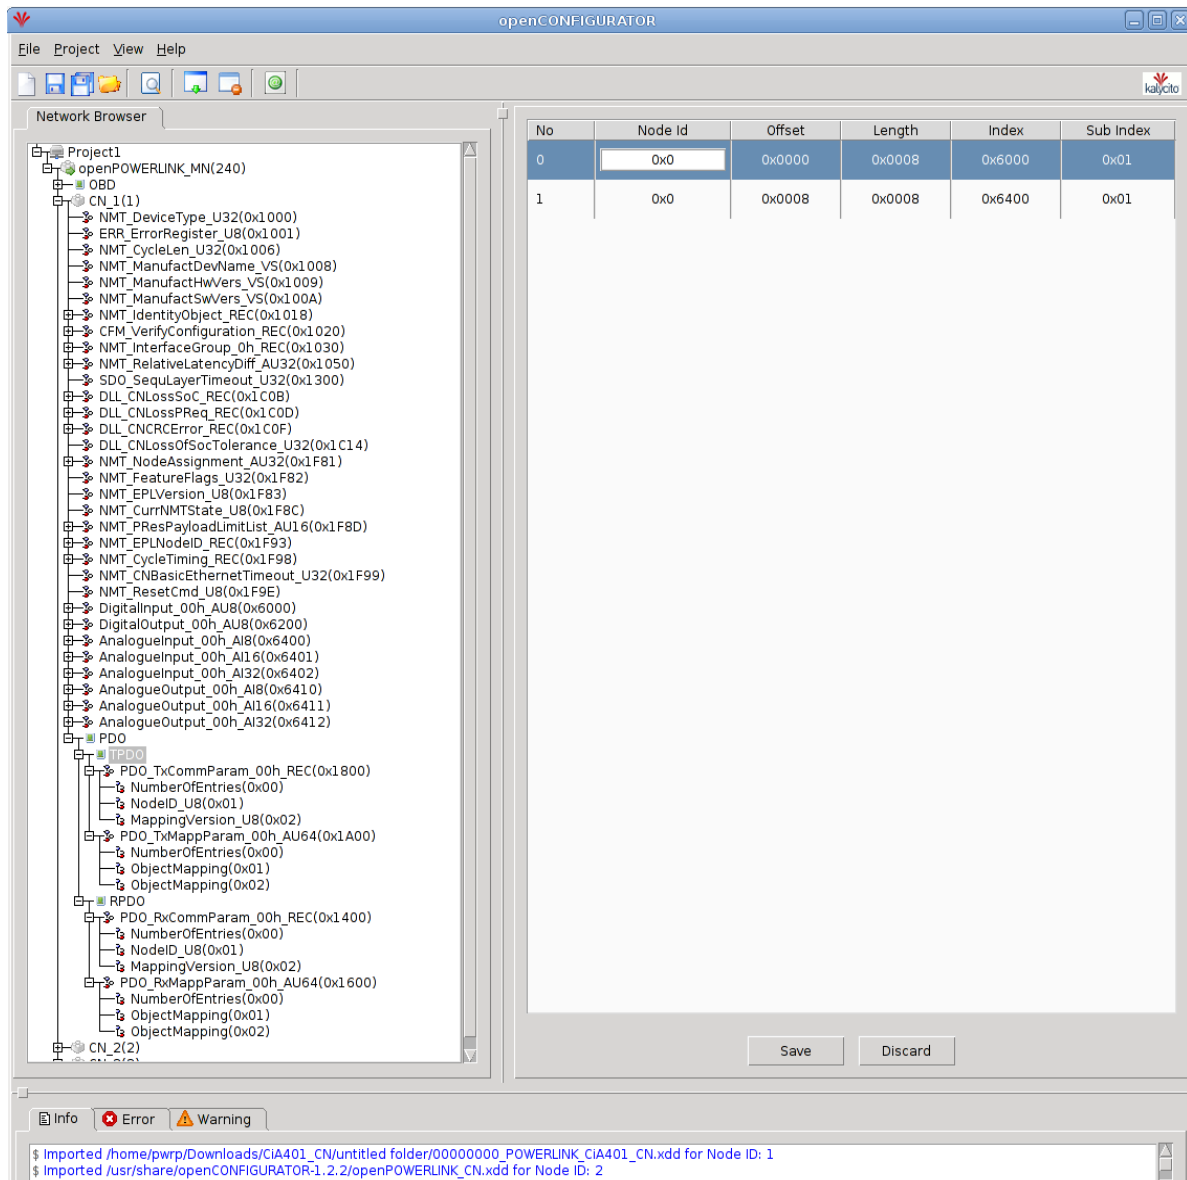 openCONFIGURATOR
File Project View Help
kalycito
Network Browser
Project1
openPOWERLINK_MN(240)
OBD
CN_1(1)
NMT_DeviceType_U32(0x1000)
ERR_ErrorRegister_U8(0x1001)
NMT_CycleLen_U32(0x1006)
NMT_ManufactDevName_VS(0x1008)
NMT_ManufactHwVers_VS(0x1009)
NMT_ManufactSwVers_VS(0x100A)
NMT_IdentityObject_REC(0x1018)
CFM_VerifyConfiguration_REC(0x1020)
NMT_InterfaceGroup_0h_REC(0x1030)
NMT_RelativeLatencyDiff_AU32(0x1050)
SDO_SequLayerTimeout_U32(0x1300)
DLL_CNLossSoC_REC(0x1C0B)
DLL_CNLossPReq_REC(0x1C0D)
DLL_CNCRCError_REC(0x1C0F)
DLL_CNLossOfSocTolerance_U32(0x1C14)
NMT_NodeAssignment_AU32(0x1F81)
NMT_FeatureFlags_U32(0x1F82)
NMT_EPLVersion_U8(0x1F83)
NMT_CurrNMTState_U8(0x1F8C)
NMT_PResPayloadLimitList_AU16(0x1F8D)
NMT_EPLNodeID_REC(0x1F93)
NMT_CycleTiming_REC(0x1F98)
NMT_CNBasicEthernetTimeout_U32(0x1F99)
NMT_ResetCmd_U8(0x1F9E)
DigitalInput_00h_AU8(0x6000)
DigitalOutput_00h_AU8(0x6200)
AnalogueInput_00h_AI8(0x6400)
AnalogueInput_00h_AI16(0x6401)
AnalogueInput_00h_AI32(0x6402)
AnalogueOutput_00h_AI8(0x6410)
AnalogueOutput_00h_AI16(0x6411)
AnalogueOutput_00h_AI32(0x6412)
PDO
TPDO
PDO_TxCommParam_00h_REC(0x1800)
NumberOfEntries(0x00)
NodeID_U8(0x01)
MappingVersion_U8(0x02)
PDO_TxMappParam_00h_AU64(0x1A00)
NumberOfEntries(0x00)
ObjectMapping(0x01)
ObjectMapping(0x02)
RPDO
PDO_RxCommParam_00h_REC(0x1400)
NumberOfEntries(0x00)
NodeID_U8(0x01)
MappingVersion_U8(0x02)
PDO_RxMappParam_00h_AU64(0x1600)
NumberOfEntries(0x00)
ObjectMapping(0x01)
ObjectMapping(0x02)
CN_2(2)
No Node Id Offset Length Index Sub Index
0 0x0 0x0000 0x0008 0x6000 0x01
1 0x0 0x0008 0x0008 0x6400 0x01
Save Discard
Info Error Warning
$ Imported /home/pwrp/Downloads/CiA401_CN/untitled folder/00000000_POWERLINK_CiA401_CN.xdd for Node ID: 1
$ Imported /usr/share/openCONFIGURATOR-1.2.2/openPOWERLINK_CN.xdd for Node ID: 2